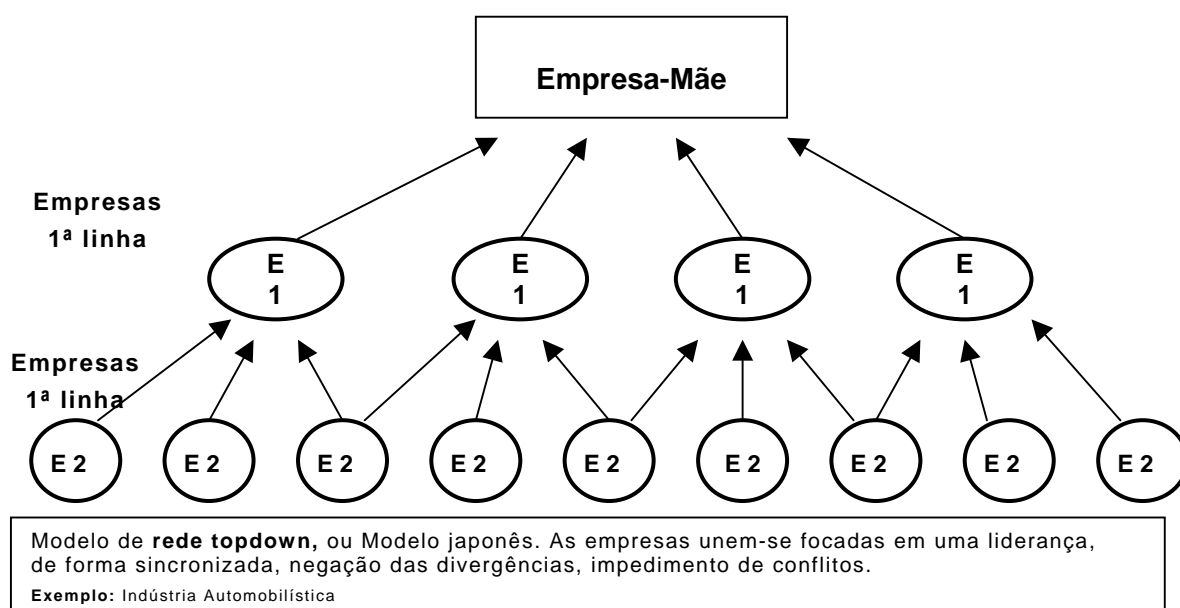 Empresa-Mãe
Empresas
1ª linha
E
1
E
1
E
1
E
1
Empresas
1ª linha
E 2
E 2
E 2
E 2
E 2
E 2
E 2
E 2
E 2
Modelo de rede topdown, ou Modelo japonês. As empresas unem-se focadas em uma liderança,
de forma sincronizada, negação das divergências, impedimento de conflitos.
Exemplo: Indústria Automobilística